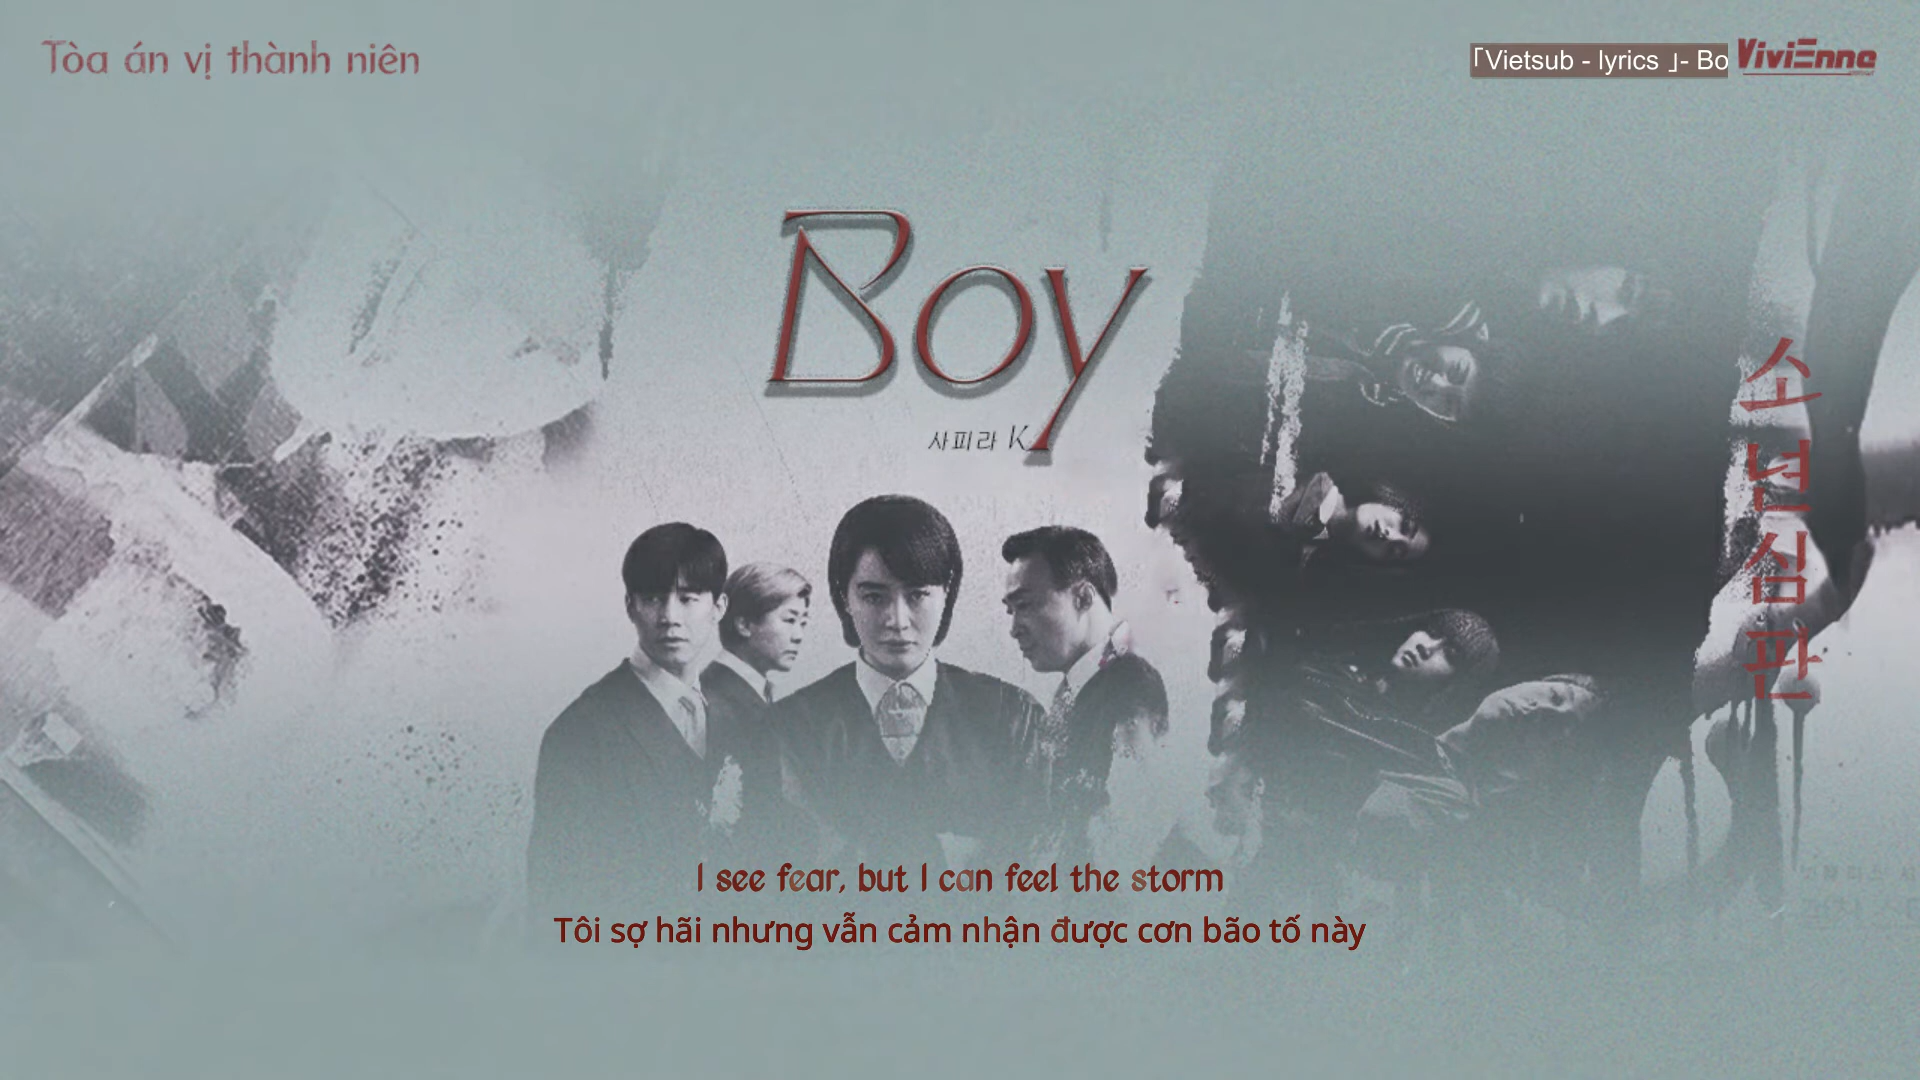 Tòa án vị thành niên
「Vietsub - lyrics 」- Bo
ViviEnne
Boy
사피라 K
소년심판
I see fear, but I can feel the storm
Tôi sợ hãi nhưng vẫn cảm nhận được cơn bão tố này